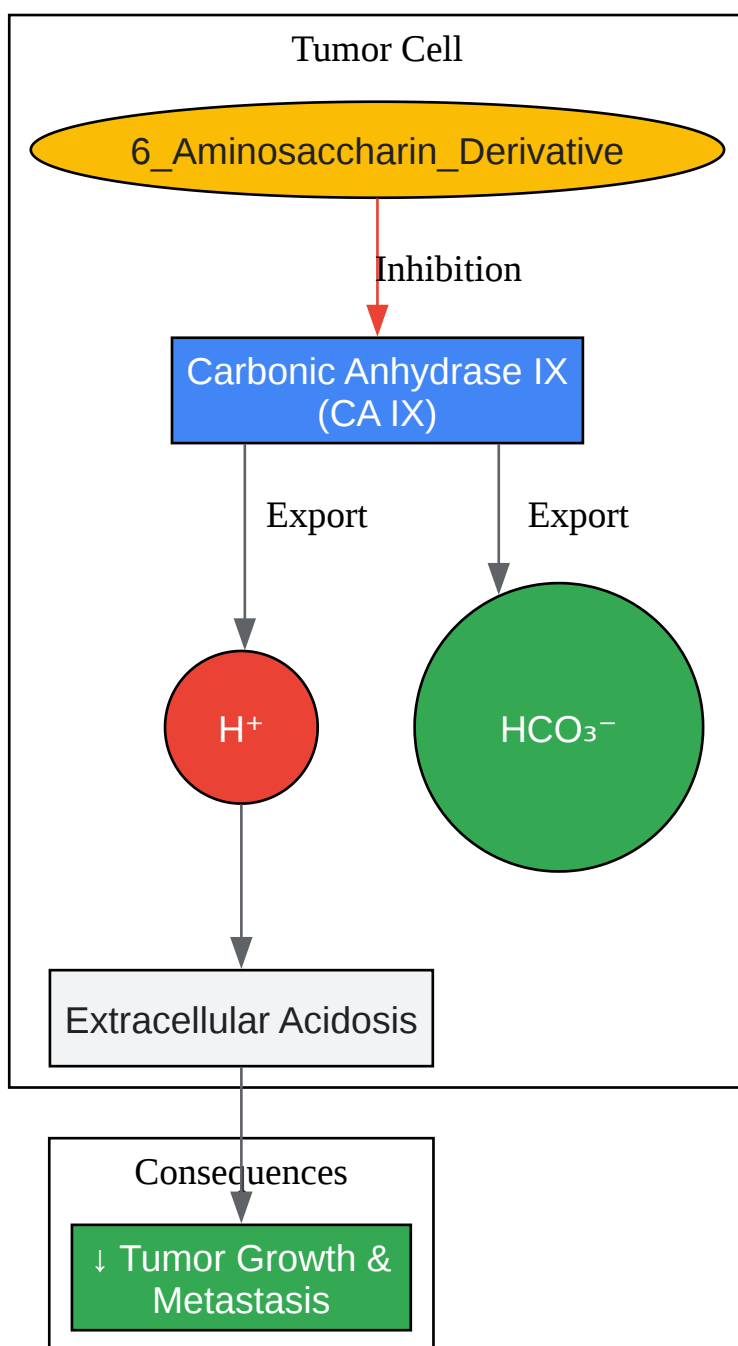 Tumor Cell
6_Aminosaccharin_Derivative
Inhibition
Carbonic Anhydrase IX
(CA IX)
Export
Export
H⁺
HCO₃⁻
Extracellular Acidosis
Consequences
↓ Tumor Growth &
Metastasis